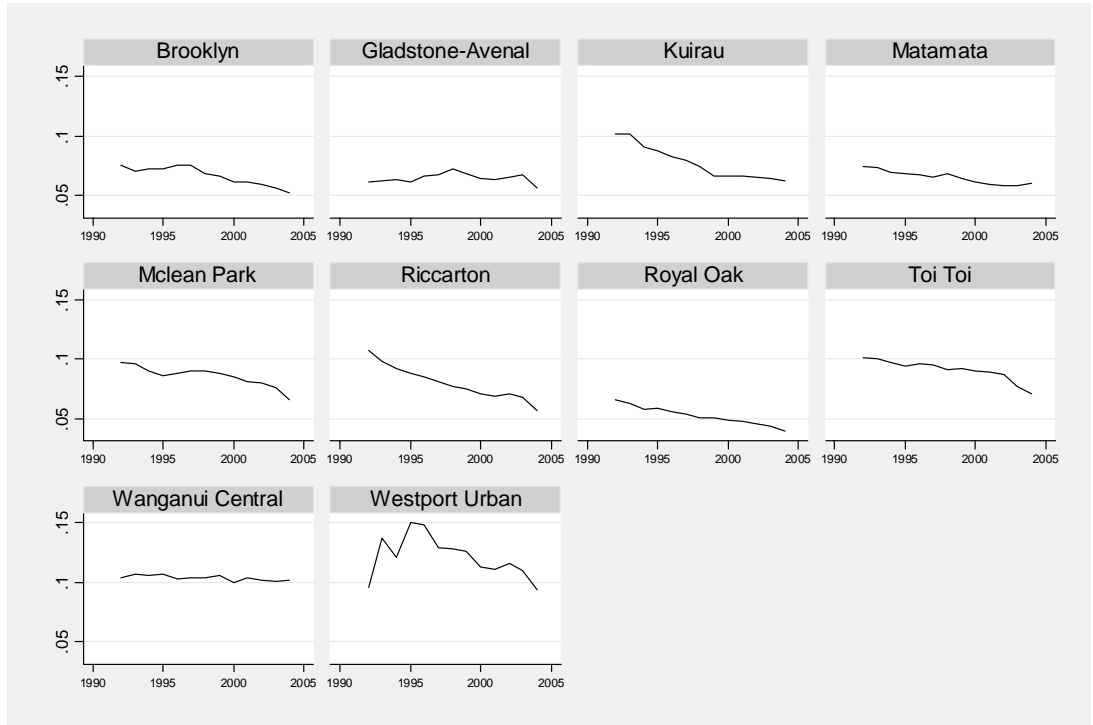 Brooklyn
Gladstone-Avenal
Kuirau
Matamata
.15
.1
.05
1990 1995 2000 2005 1990 1995 2000 2005 1990 1995 2000 2005 1990 1995 2000 2005
Mclean Park
Riccarton
Royal Oak
Toi Toi
.15
.1
.05
1990 1995 2000 2005 1990 1995 2000 2005 1990 1995 2000 2005 1990 1995 2000 2005
Wanganui Central
Westport Urban
.15
.1
.05
1990 1995 2000 2005 1990 1995 2000 2005